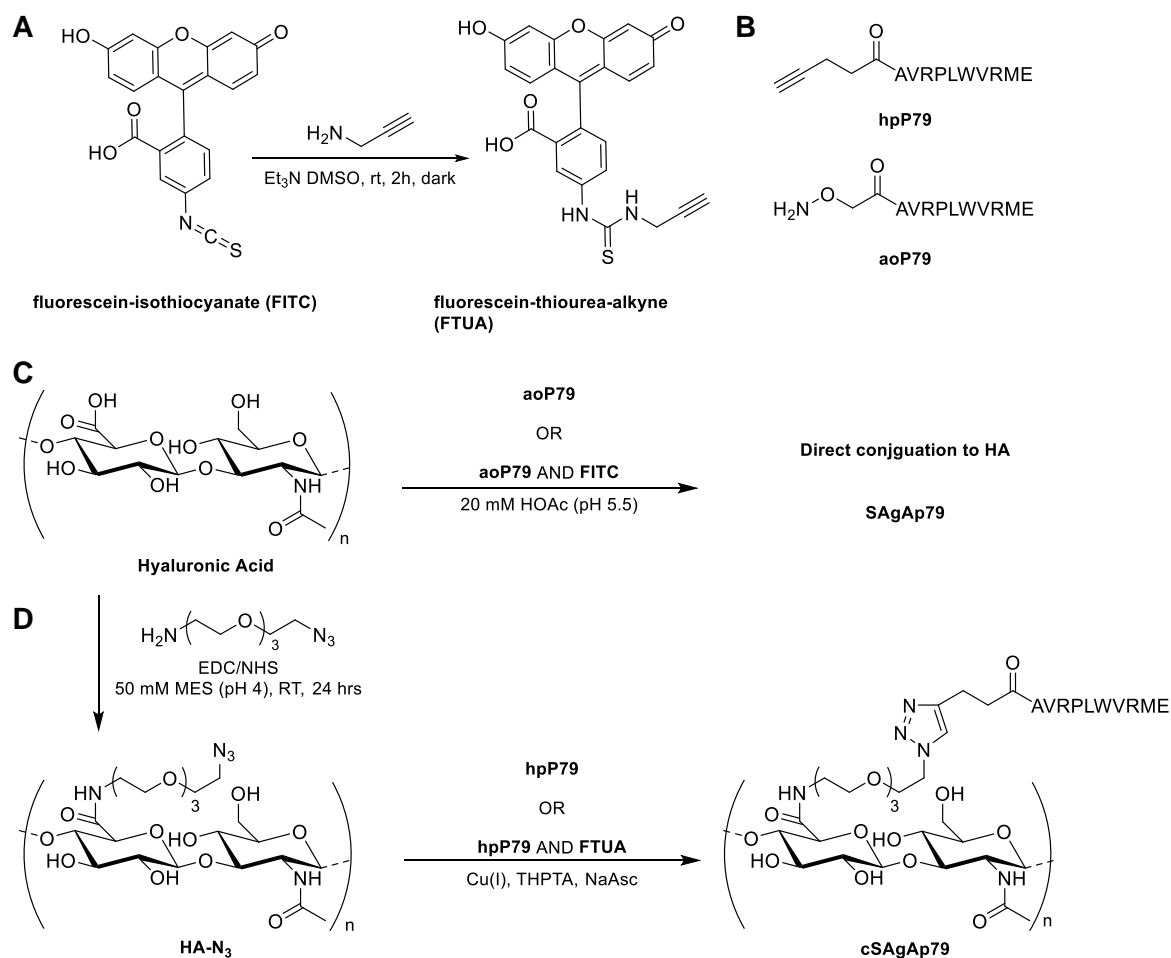 A
HO
O
O
O
HO
N
C
S
H2N
Et3N DMSO, rt, 2h, dark
HO
O
O
O
HO
NH
S
H
N
fluorescein-isothiocyanate (FITC)
fluorescein-thiourea-alkyne
(FTUA)
B
O
AVRPLWVRME
hpP79
H2N
O
O
AVRPLWVRME
aoP79
C
OH
O
O
HO
OH
O
OH
HO
O
O
NH
O
n
Hyaluronic Acid
aoP79
OR
aoP79 AND FITC
20 mM HOAc (pH 5.5)
Direct conjguation to HA
SAgAp79
D
H2N
O
3
N3
EDC/NHS
50 mM MES (pH 4), RT, 24 hrs
N3
HN
O
3
O
O
HO
OH
O
OH
HO
O
O
NH
O
n
HA-N3
hpP79
OR
hpP79 AND FTUA
Cu(I), THPTA, NaAsc
O
AVRPLWVRME
N
N
N
HN
O
3
O
O
HO
OH
O
OH
HO
O
O
NH
O
n
cSAgAp79